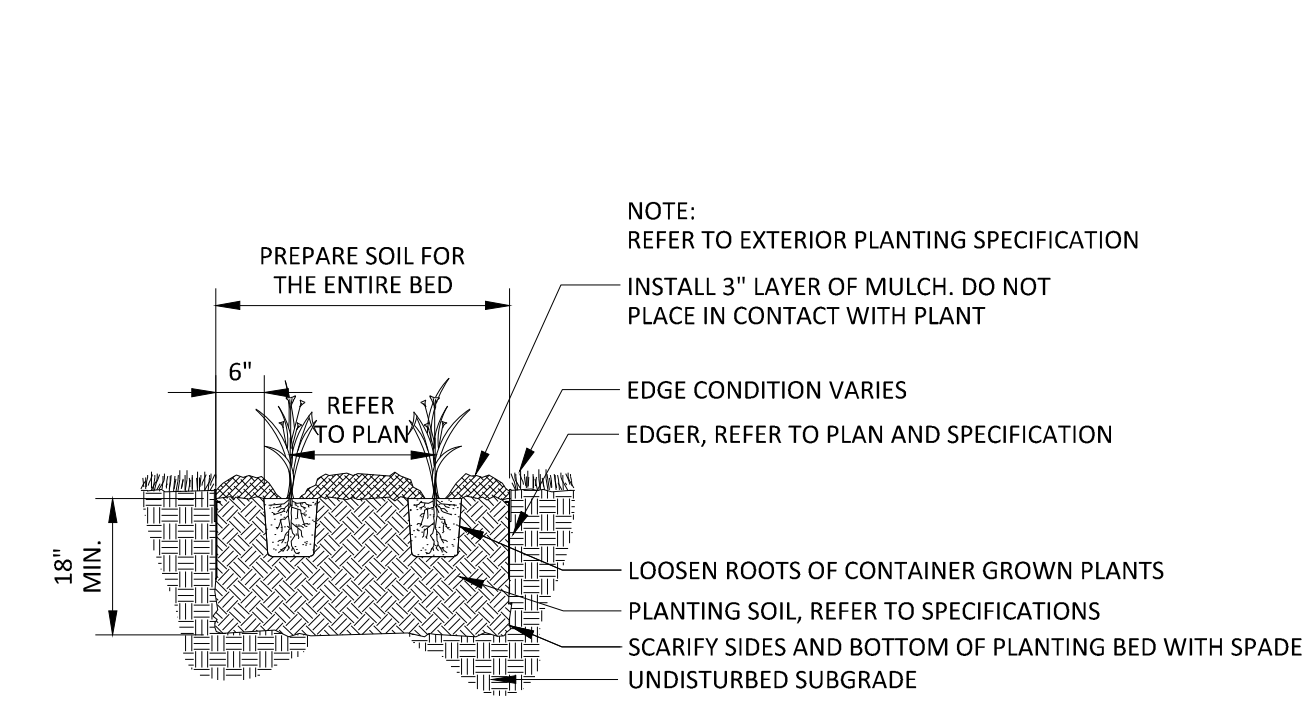 NOTE:
REFER TO EXTERIOR PLANTING SPECIFICATION
PREPARE SOIL FOR
THE ENTIRE BED
INSTALL 3" LAYER OF MULCH. DO NOT
PLACE IN CONTACT WITH PLANT
6"
EDGE CONDITION VARIES
REFER
TO PLAN
EDGER, REFER TO PLAN AND SPECIFICATION
18"
MIN.
LOOSEN ROOTS OF CONTAINER GROWN PLANTS
PLANTING SOIL, REFER TO SPECIFICATIONS
SCARIFY SIDES AND BOTTOM OF PLANTING BED WITH SPADE
UNDISTURBED SUBGRADE